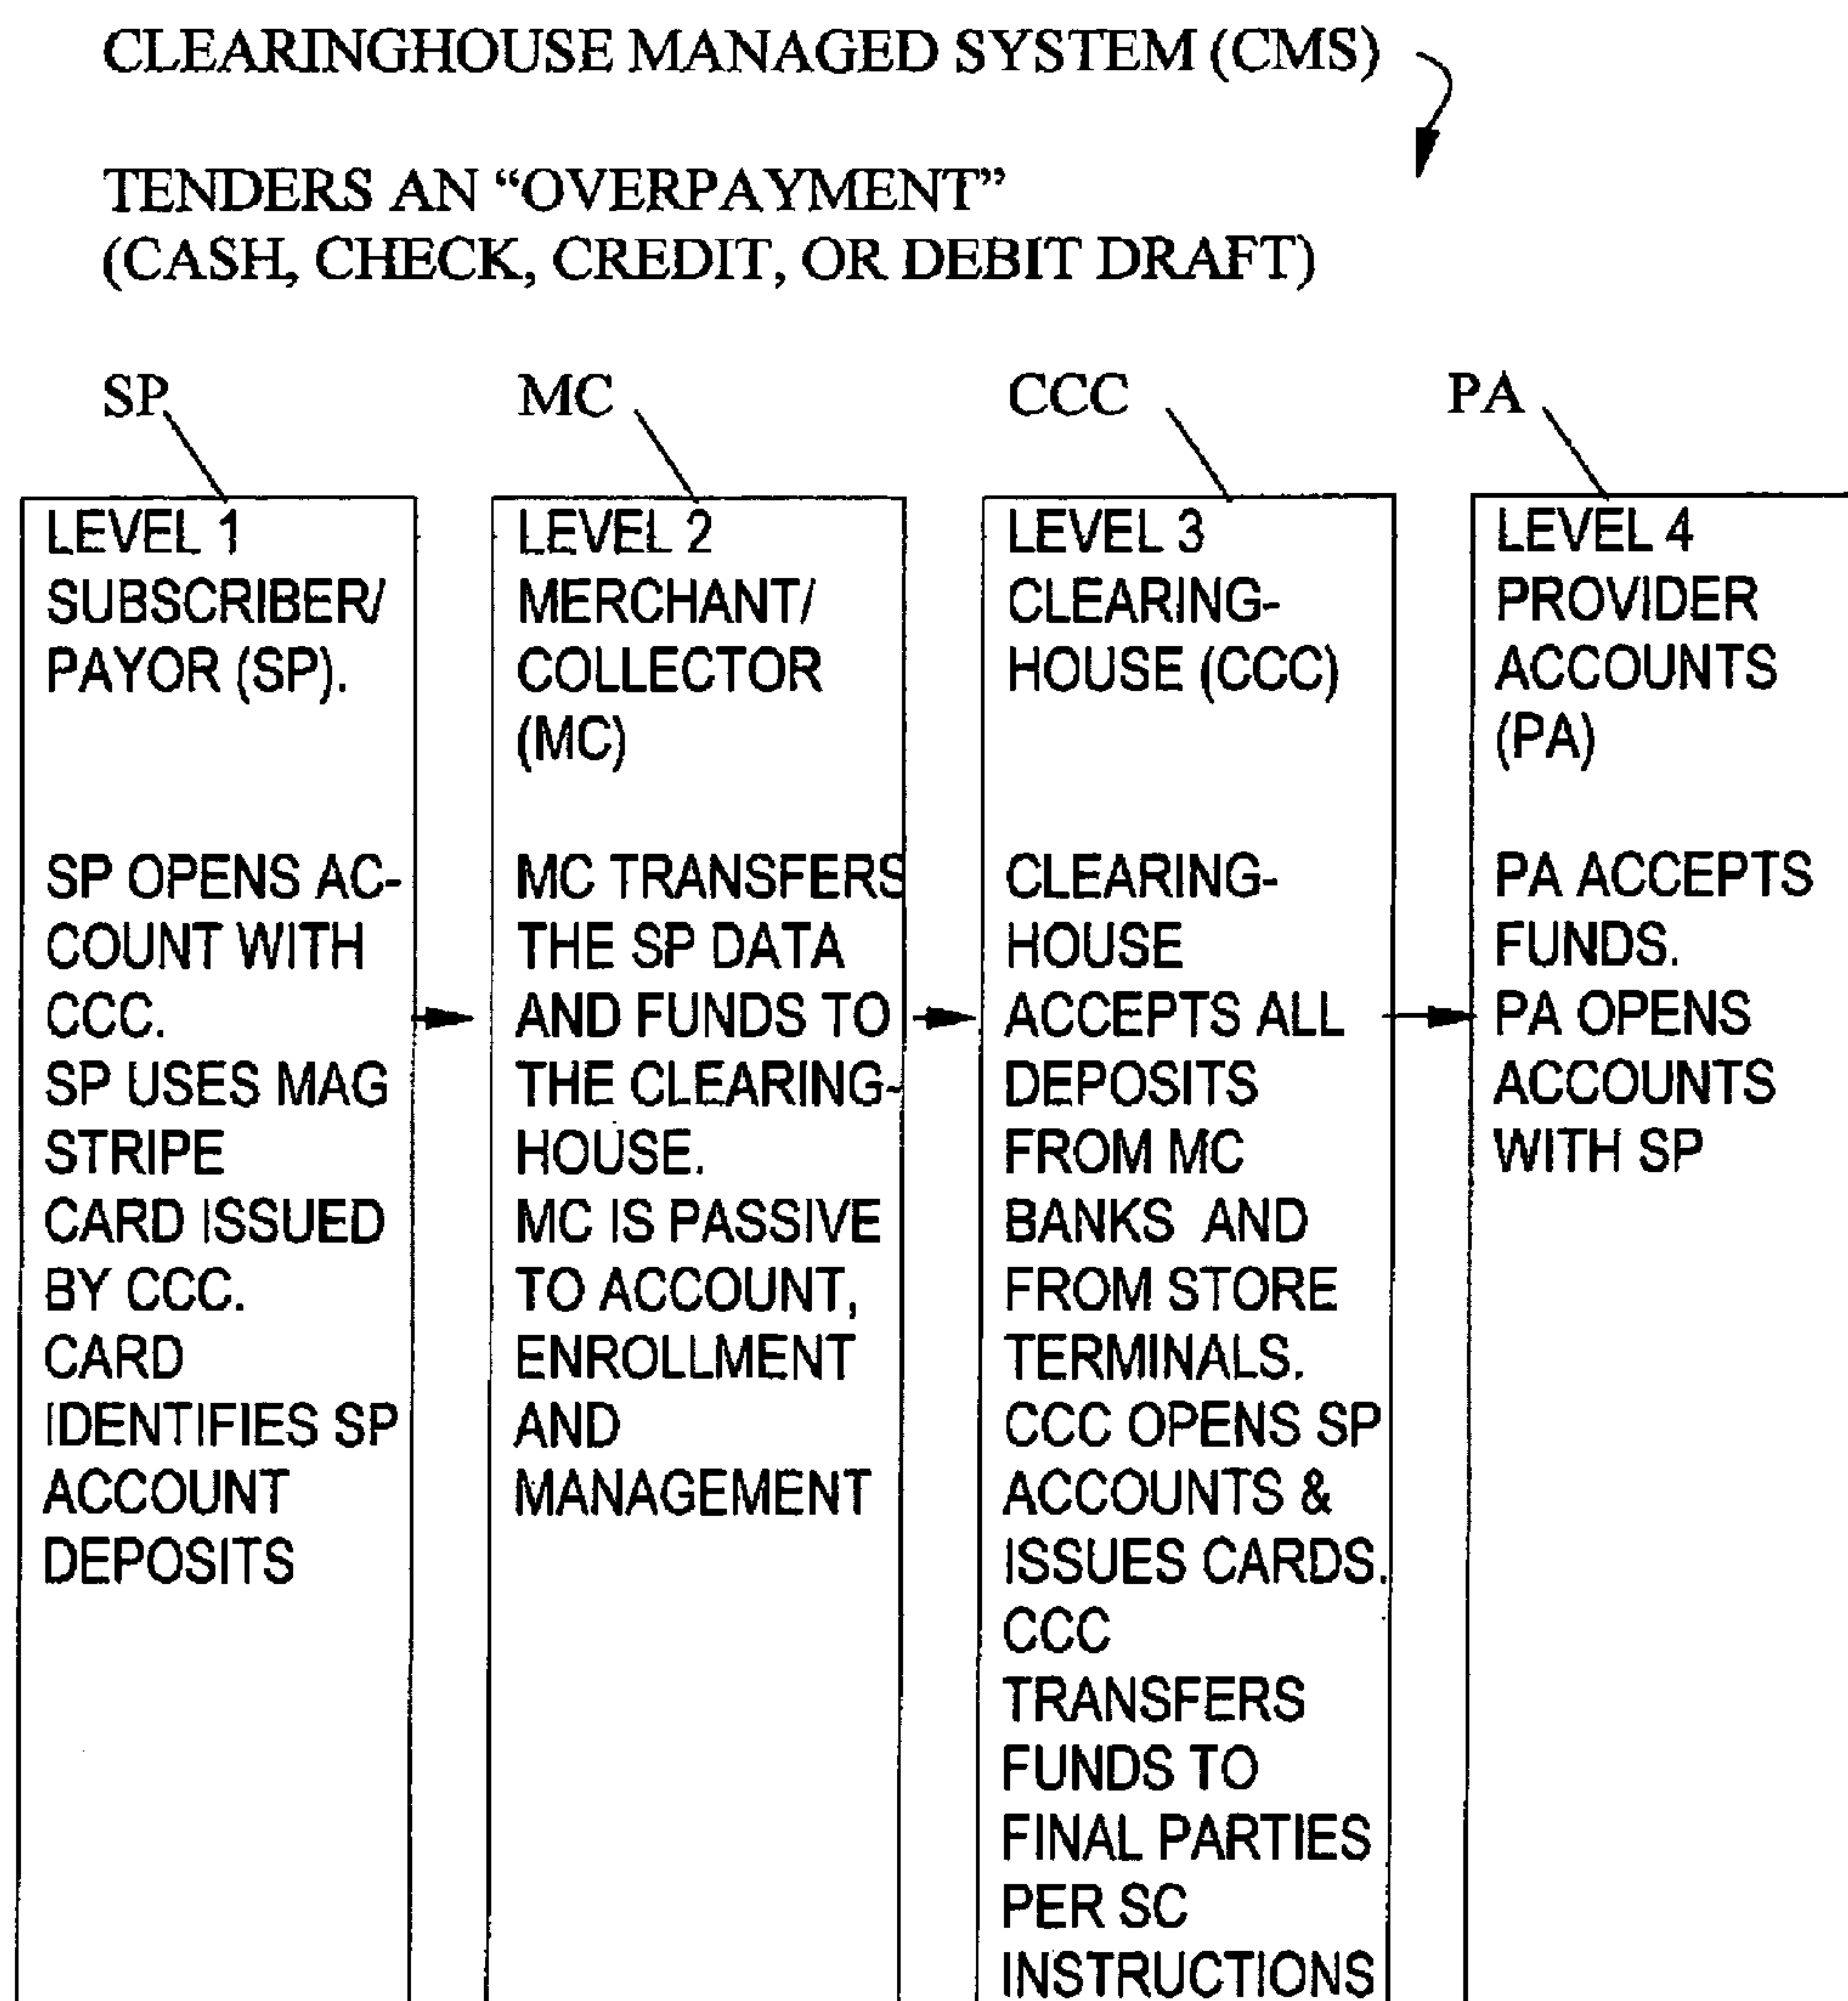 CLEARINGHOUSE MANAGED SYSTEM (CMS)
TENDERS AN “OVERPAYMENT”
(CASH, CHECK, CREDIT, OR DEBIT DRAFT)
SP
MC
CCC
PA
LEVEL 1
SUBSCRIBER/
PAYOR (SP).
SP OPENS AC-
COUNT WITH
CCC.
SP USES MAG
STRIPE
CARD ISSUED
BY CCC.
CARD
IDENTIFIES SP
ACCOUNT
DEPOSITS
LEVEL 2
MERCHANT/
COLLECTOR
(MC)
MC TRANSFERS
THE SP DATA
AND FUNDS TO
THE CLEARING-
HOUSE.
MC IS PASSIVE
TO ACCOUNT,
ENROLLMENT
AND
MANAGEMENT
LEVEL 3
CLEARING-
HOUSE (CCC)
CLEARING-
HOUSE
ACCEPTS ALL
DEPOSITS
FROM MC
BANKS AND
FROM STORE
TERMINALS.
CCC OPENS SP
ACCOUNTS &
ISSUES CARDS.
CCC
TRANSFERS
FUNDS TO
FINAL PARTIES
PER SC
INSTRUCTIONS
LEVEL 4
PROVIDER
ACCOUNTS
(PA)
PA ACCEPTS
FUNDS.
PA OPENS
ACCOUNTS
WITH SP